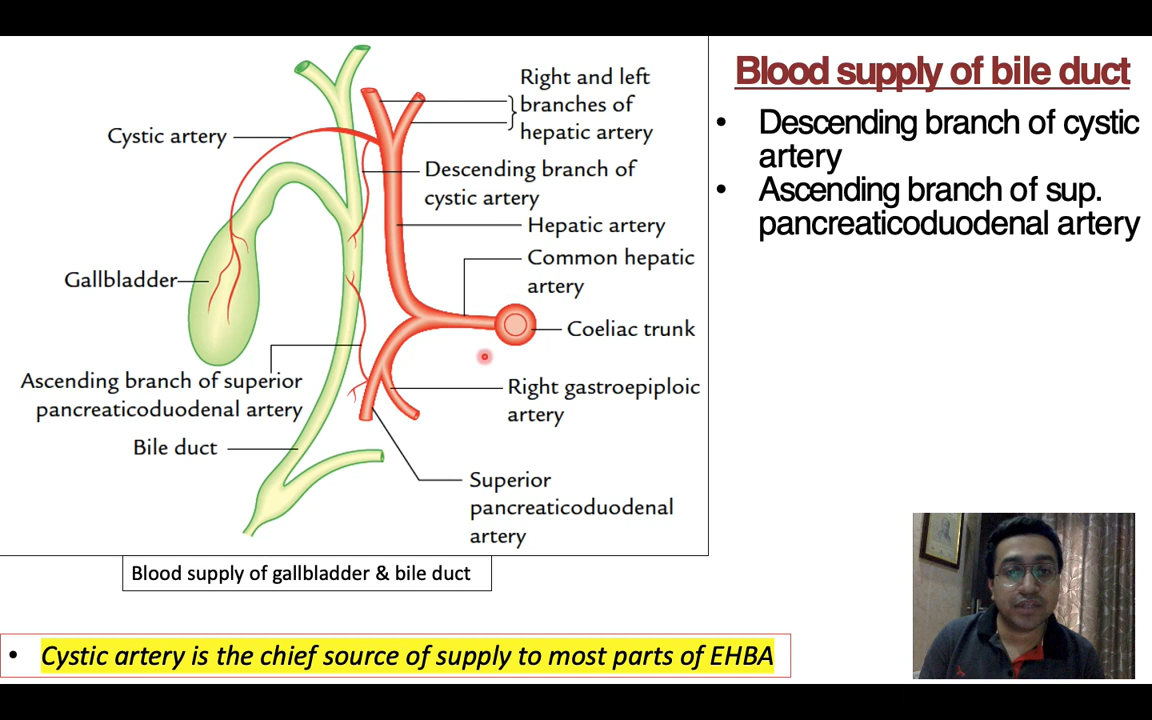 Blood supply of bile duct
• Descending branch of cystic
artery
• Ascending branch of sup.
pancreaticoduodenal artery
Right and left
branches of
hepatic artery
Cystic artery
Descending branch of
cystic artery
Hepatic artery
Common hepatic
artery
Gallbladder
Coeliac trunk
Ascending branch of superior
pancreaticoduodenal artery
Right gastroepiploic
artery
Bile duct
Superior
pancreaticoduodenal
artery
Blood supply of gallbladder & bile duct
• Cystic artery is the chief source of supply to most parts of EHBA